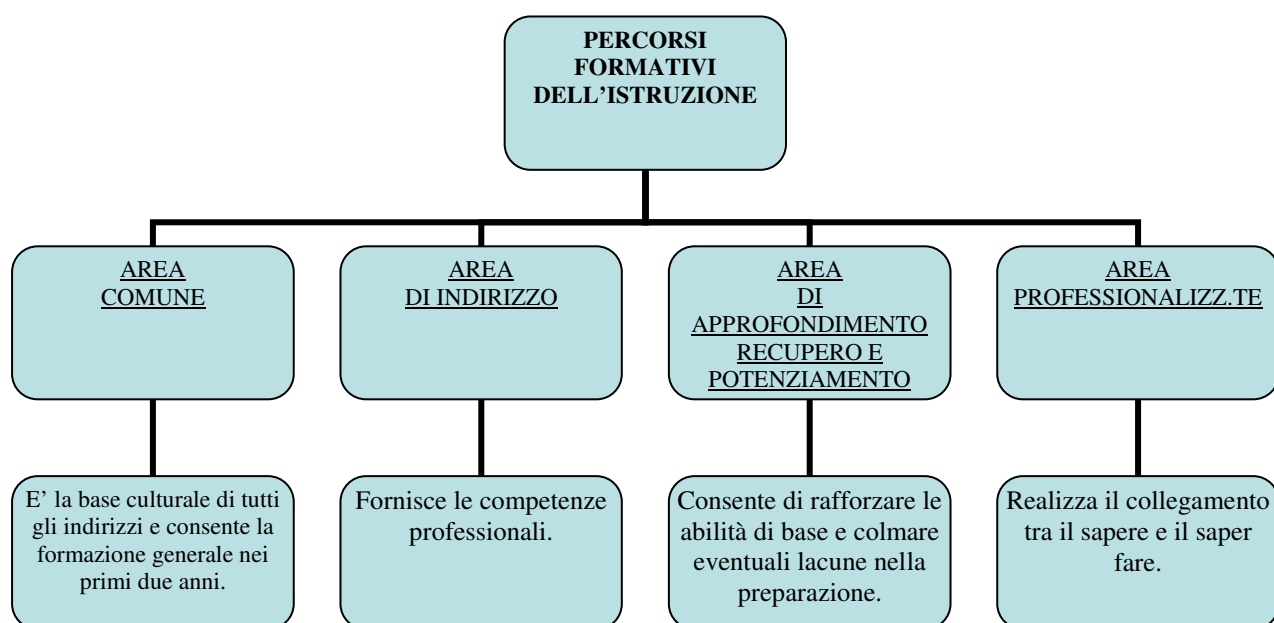 PERCORSI
FORMATIVI
DELL’ISTRUZIONE
AREA
COMUNE
AREA
DI INDIRIZZO
AREA
DI
APPROFONDIMENTO
RECUPERO E
POTENZIAMENTO
AREA
PROFESSIONALIZZ.TE
E’ la base culturale di tutti
gli indirizzi e consente la
formazione generale nei
primi due anni.
Fornisce le competenze
professionali.
Consente di rafforzare le
abilità di base e colmare
eventuali lacune nella
preparazione.
Realizza il collegamento
tra il sapere e il saper
fare.